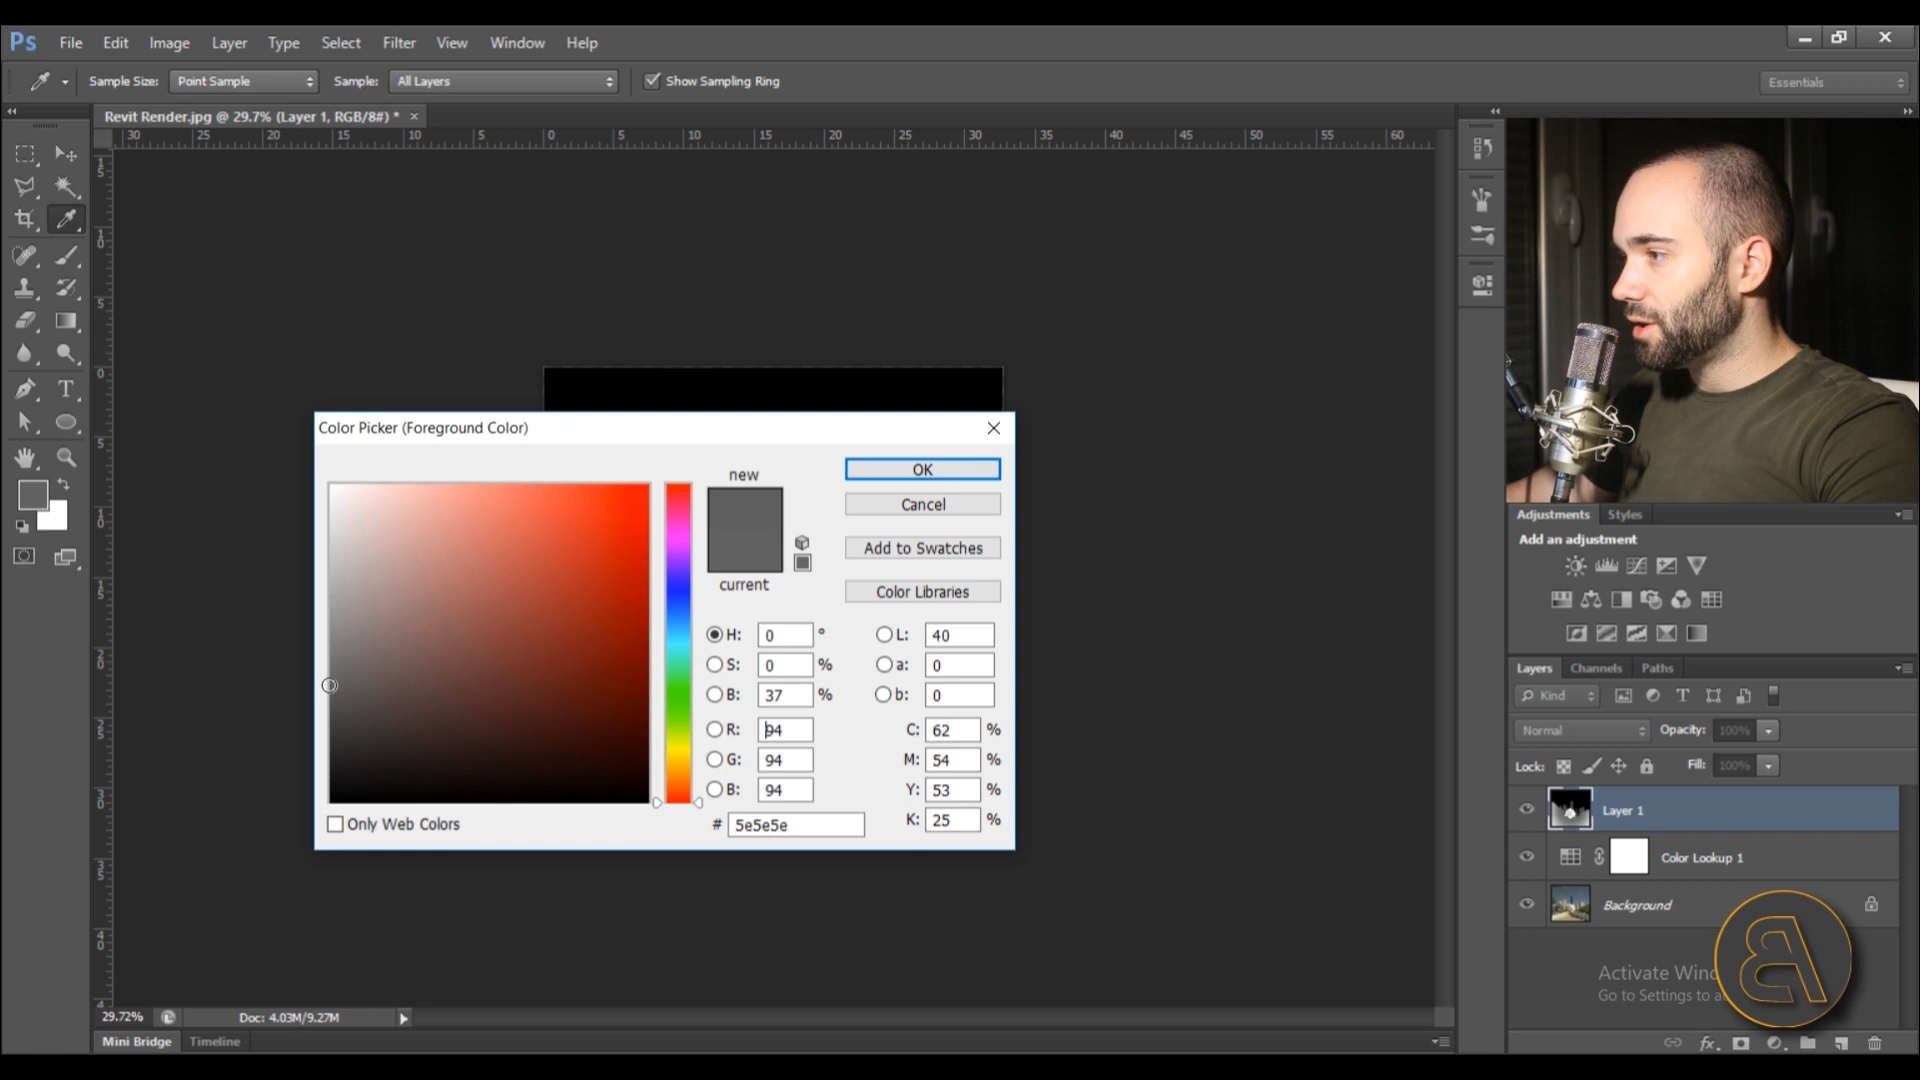 Ps File Edit Image Layer Type Select Filter View Window Help
Sample Size: Point Sample Sample: All Layers Show Sampling Ring Essentials
Revit Render.jpg @ 29.7% (Layer 1, RGB/8#) * ×
30 25 20 15 10 5 0 5 10 15 20 25 30 35 40 45 50 55 60
Color Picker (Foreground Color)
new
current
OK
Cancel
Add to Swatches
Color Libraries
H: 0 ° L: 40
S: 0 % a: 0
B: 37 % b: 0
R: 94 C: 62 %
G: 94 M: 54 %
B: 94 Y: 53 %
# 5e5e5e K: 25 %
Only Web Colors
Adjustments Styles
Add an adjustment
Layers Channels Paths
Kind
Normal Opacity: 100%
Lock: Fill: 100%
Layer 1
Color Lookup 1
Background
Activate Wind
Go to Settings to a
29.72% Doc: 4.03M/9.27M
Mini Bridge Timeline